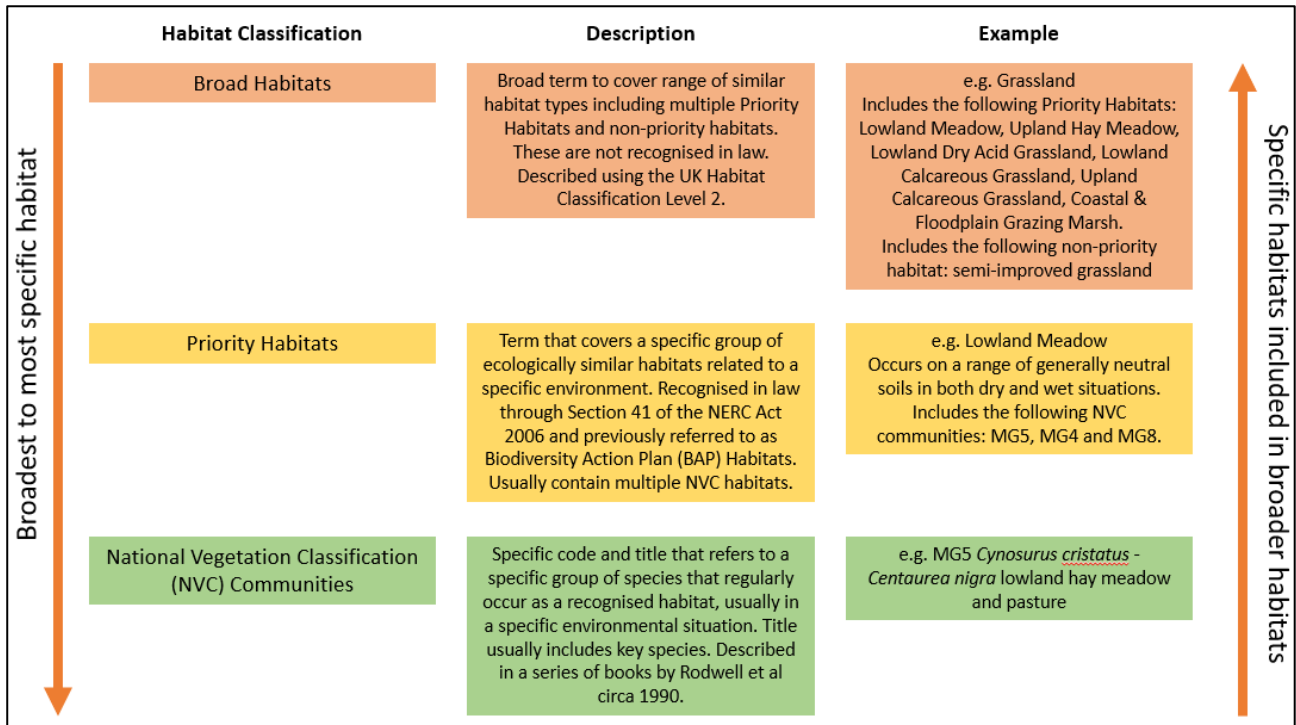 Habitat Classification
Description
Example
Broadest to most specific habitat
Broad Habitats
Broad term to cover range of similar
habitat types including multiple Priority
Habitats and non-priority habitats.
These are not recognised in law.
Described using the UK Habitat
Classification Level 2.
e.g. Grassland
Includes the following Priority Habitats:
Lowland Meadow, Upland Hay Meadow,
Lowland Dry Acid Grassland, Lowland
Calcareous Grassland, Upland
Calcareous Grassland, Coastal &
Floodplain Grazing Marsh.
Includes the following non-priority
habitat: semi-improved grassland
Priority Habitats
Term that covers a specific group of
ecologically similar habitats related to a
specific environment. Recognised in law
through Section 41 of the NERC Act
2006 and previously referred to as
Biodiversity Action Plan (BAP) Habitats.
Usually contain multiple NVC habitats.
e.g. Lowland Meadow
Occurs on a range of generally neutral
soils in both dry and wet situations.
Includes the following NVC
communities: MG5, MG4 and MG8.
National Vegetation Classification
(NVC) Communities
Specific code and title that refers to a
specific group of species that regularly
occur as a recognised habitat, usually in
a specific environmental situation. Title
usually includes key species. Described
in a series of books by Rodwell et al
circa 1990.
e.g. MG5 Cynosurus cristatus -
Centaurea nigra lowland hay meadow
and pasture
Specific habitats included in broader habitats